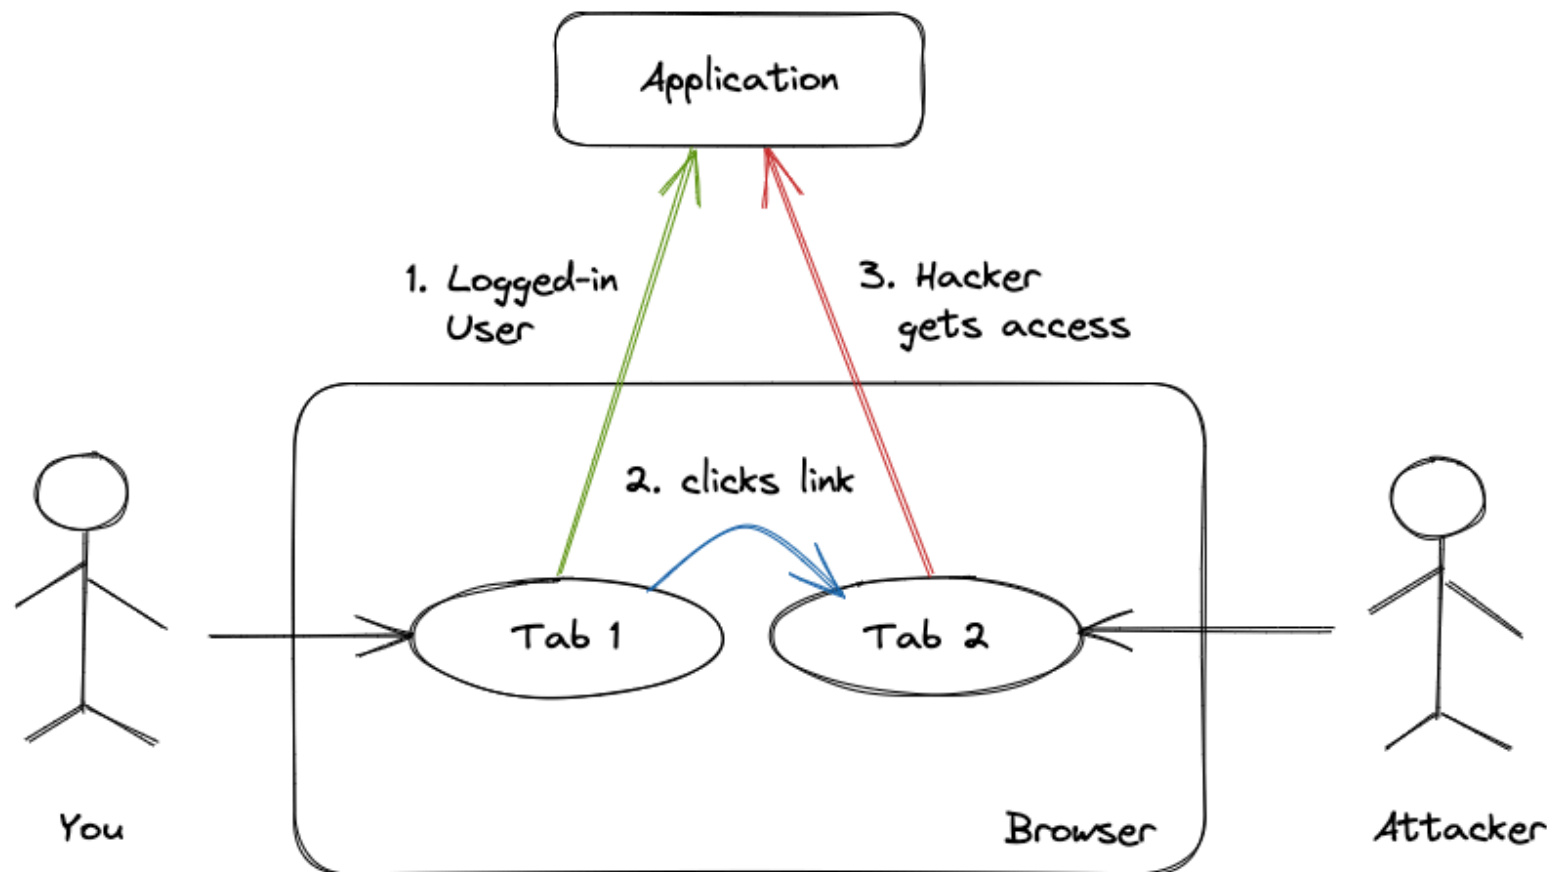 Application
1. Logged-in
User
3. Hacker
gets access
2. clicks link
Tab 1
Tab 2
You
Browser
Attacker